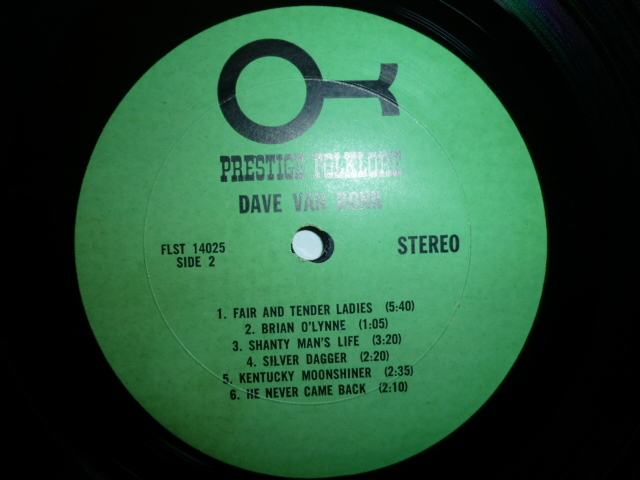 PRESTIGE FOLKLORE
DAVE VAN RONK
FLST 14025
SIDE 2
STEREO
1. FAIR AND TENDER LADIES (5:40)
2. BRIAN O'LYNNE (1:05)
3. SHANTY MAN'S LIFE (3:20)
4. SILVER DAGGER (2:20)
5. KENTUCKY MOONSHINER (2:35)
6. HE NEVER CAME BACK (2:10)